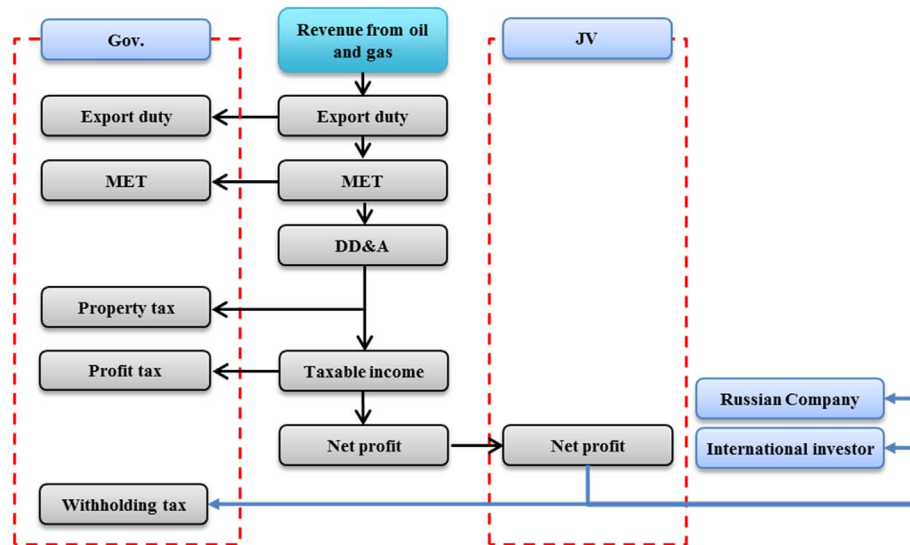 Gov.
Revenue from oil
and gas
JV
Export duty
Export duty
MET
MET
DD&A
Property tax
Profit tax
Taxable income
Russian Company
Net profit
Net profit
International investor
Withholding tax